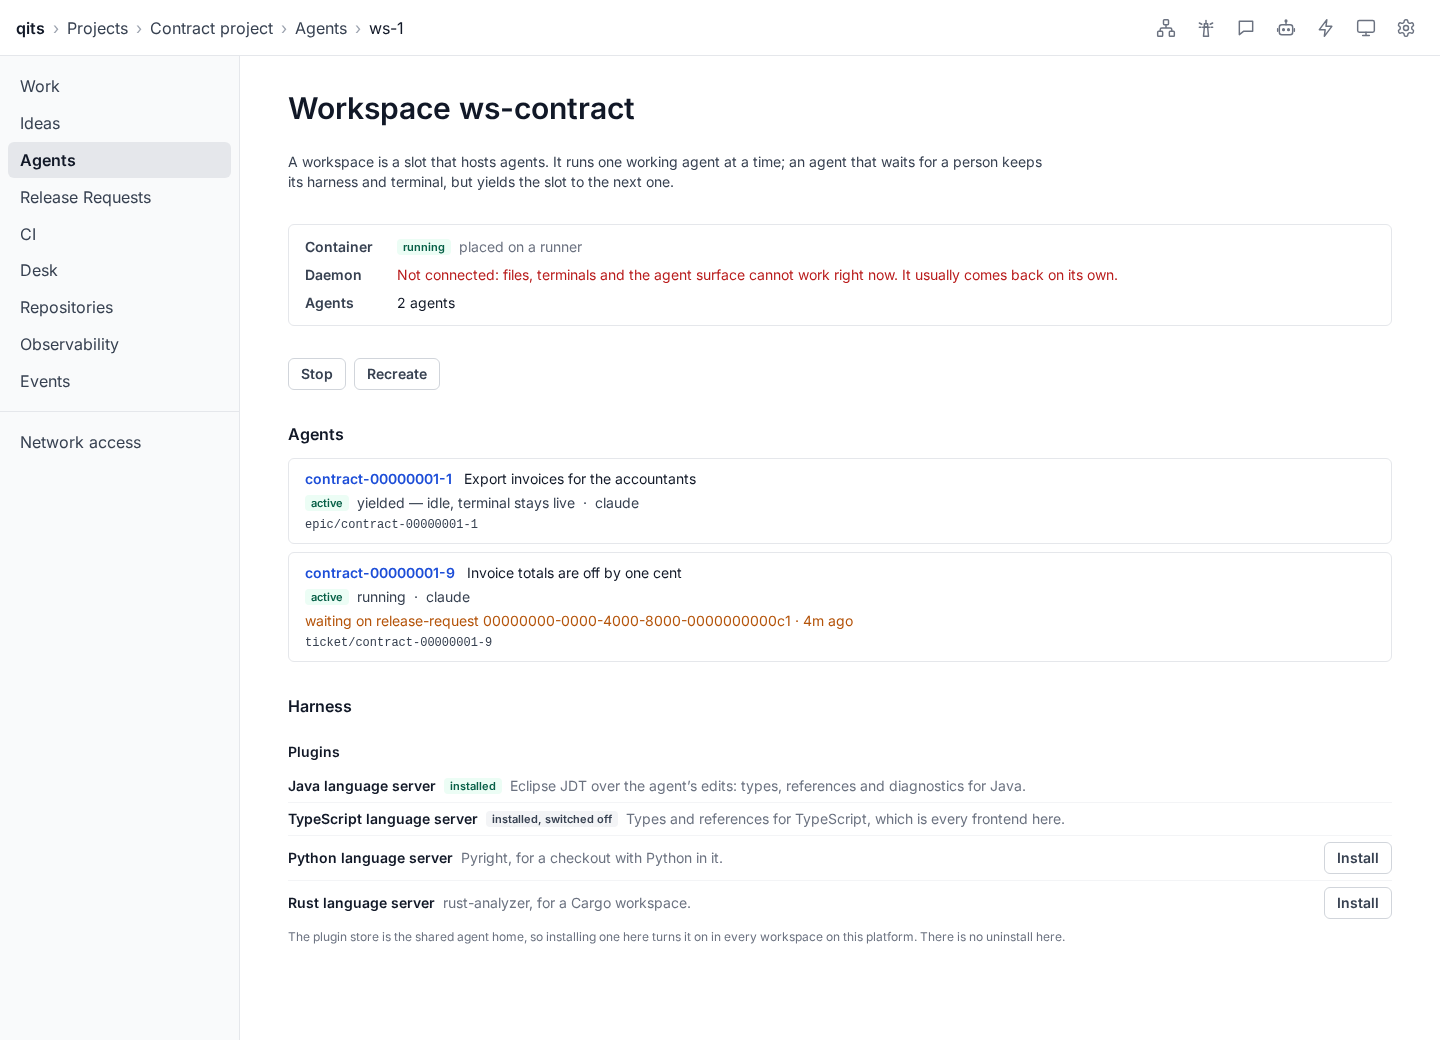 qits › Projects › Contract project › Agents › ws-1
Work
Ideas
Agents
Release Requests
CI
Desk
Repositories
Observability
Events
Network access
Workspace ws-contract
A workspace is a slot that hosts agents. It runs one working agent at a time; an agent that waits for a person keeps
its harness and terminal, but yields the slot to the next one.
Container running placed on a runner
Daemon Not connected: files, terminals and the agent surface cannot work right now. It usually comes back on its own.
Agents 2 agents
Stop Recreate
Agents
contract-00000001-1 Export invoices for the accountants
active yielded — idle, terminal stays live · claude
epic/contract-00000001-1
contract-00000001-9 Invoice totals are off by one cent
active running · claude
waiting on release-request 00000000-0000-4000-8000-0000000000c1 · 4m ago
ticket/contract-00000001-9
Harness
Plugins
Java language server installed Eclipse JDT over the agent’s edits: types, references and diagnostics for Java.
TypeScript language server installed, switched off Types and references for TypeScript, which is every frontend here.
Python language server Pyright, for a checkout with Python in it. Install
Rust language server rust-analyzer, for a Cargo workspace. Install
The plugin store is the shared agent home, so installing one here turns it on in every workspace on this platform. There is no uninstall here.